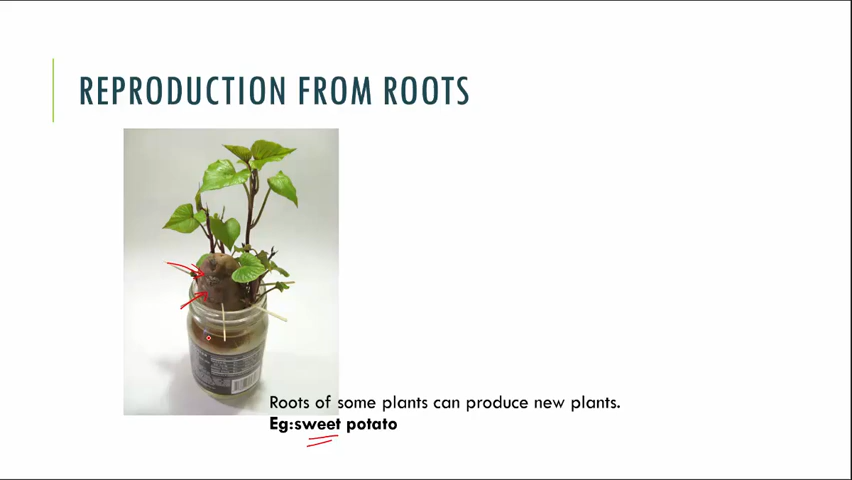 REPRODUCTION FROM ROOTS
Roots of some plants can produce new plants.
Eg:sweet potato